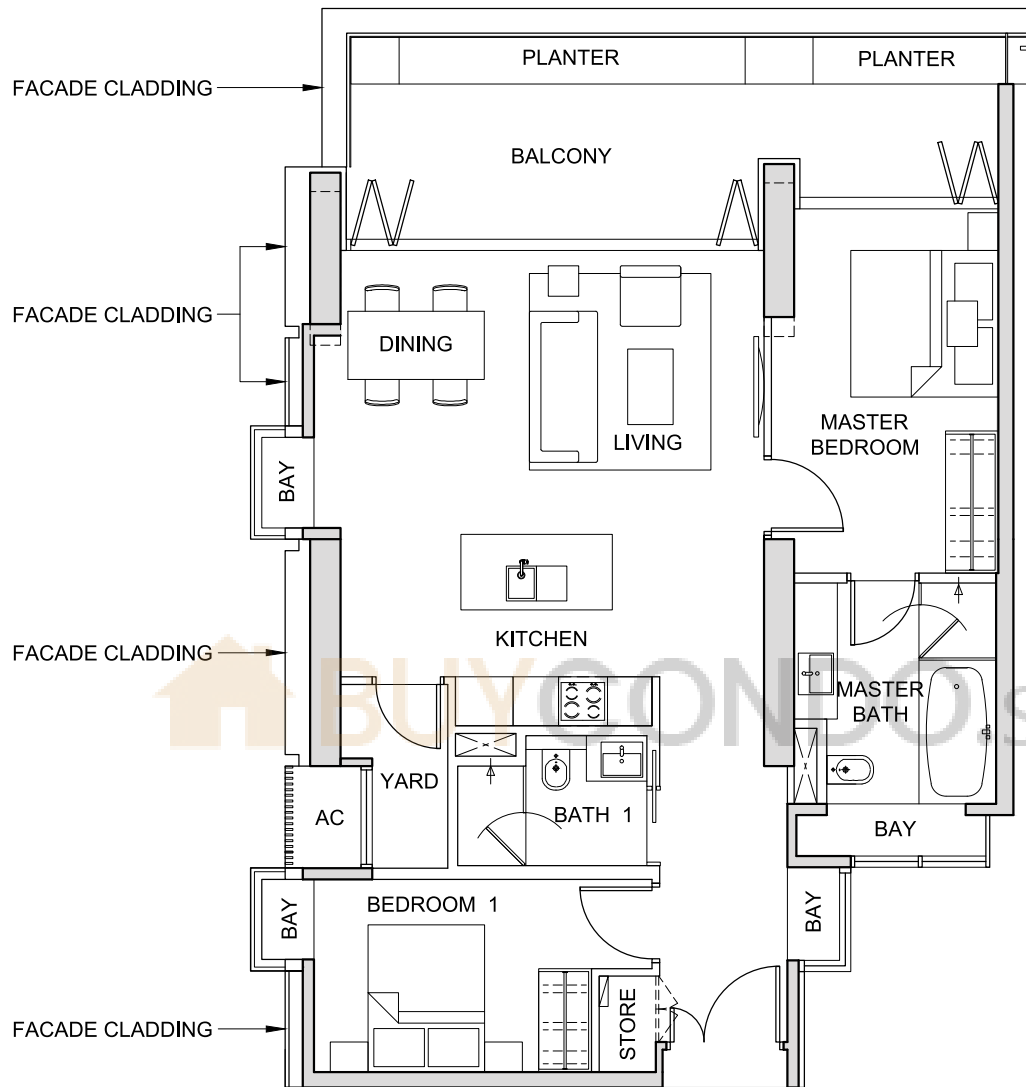 PLANTER
PLANTER
FACADE CLADDING
BALCONY
FACADE CLADDING
DINING
LIVING
MASTER
BEDROOM
BAY
KITCHEN
FACADE CLADDING
BUYCONDO.s
MASTER
BATH
YARD
AC
BATH 1
BAY
BEDROOM 1
BAY
BAY
STORE
FACADE CLADDING